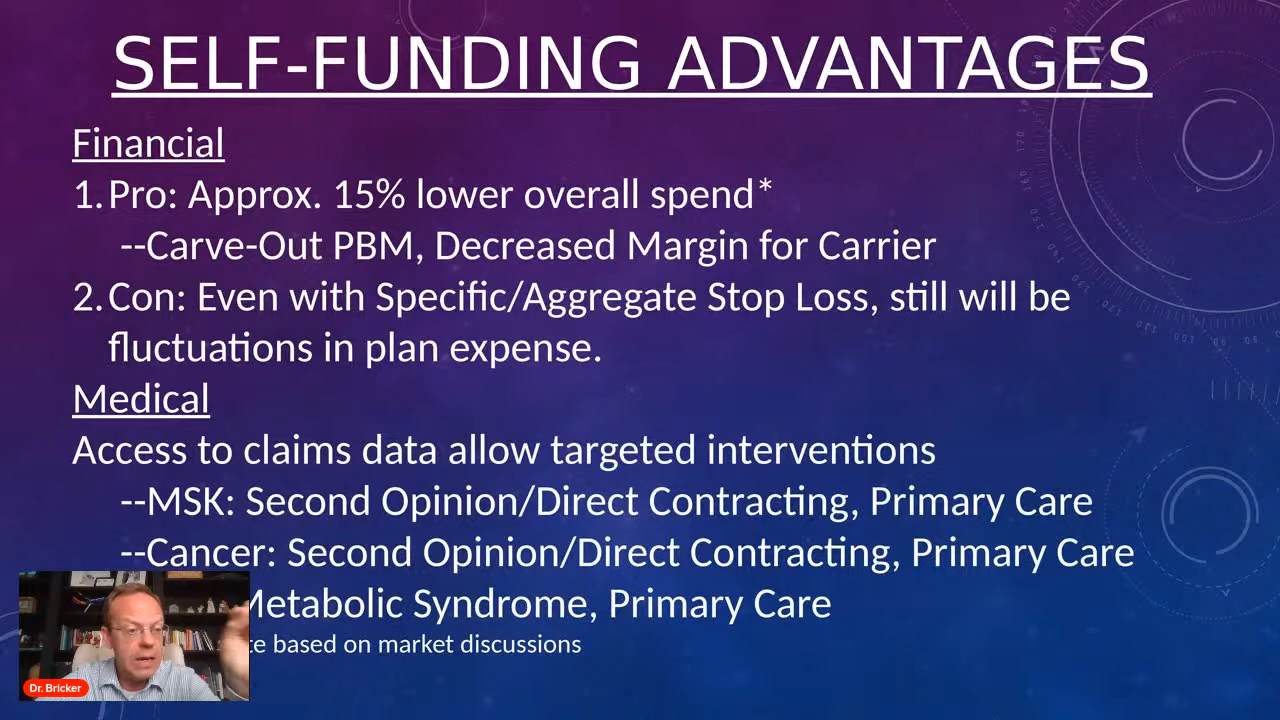 SELF-FUNDING ADVANTAGES
Financial
1. Pro: Approx. 15% lower overall spend*
--Carve-Out PBM, Decreased Margin for Carrier
2. Con: Even with Specific/Aggregate Stop Loss, still will be
fluctuations in plan expense.
Medical
Access to claims data allow targeted interventions
--MSK: Second Opinion/Direct Contracting, Primary Care
--Cancer: Second Opinion/Direct Contracting, Primary Care
Metabolic Syndrome, Primary Care
based on market discussions
Dr. Bricker